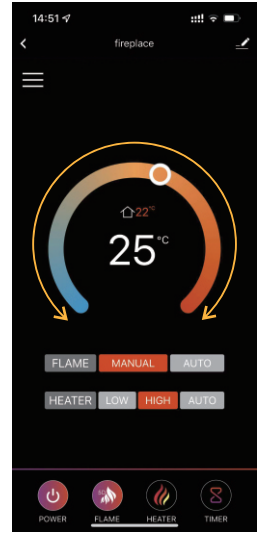 14:51
fireplace
22°c
25°c
FLAME MANUAL AUTO
HEATER LOW HIGH AUTO
POWER FLAME HEATER TIMER